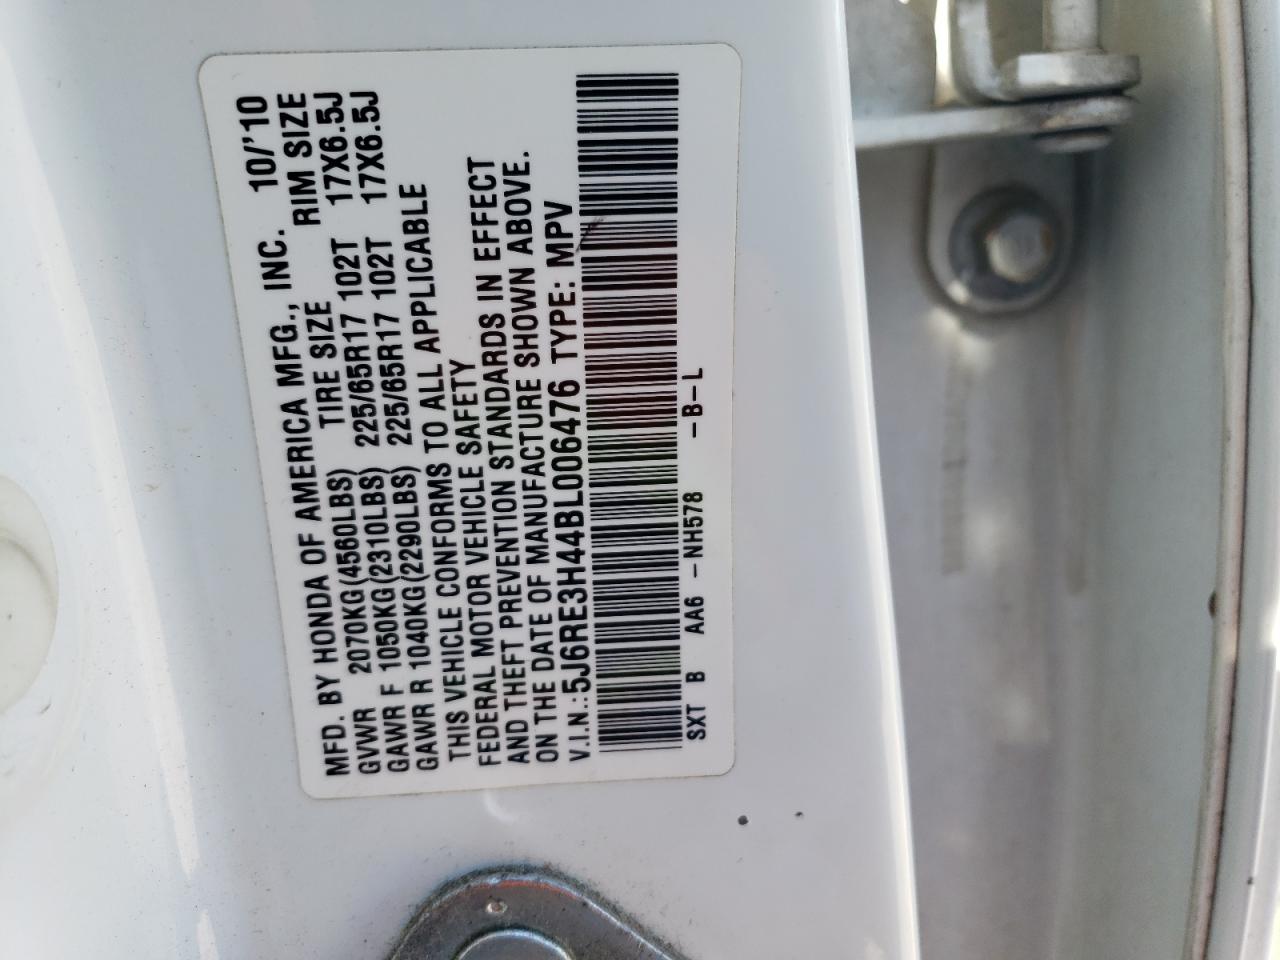 MFD. BY HONDA OF AMERICA MFG., INC. 10/'10
GVWR 2070KG(4560LBS) TIRE SIZE RIM SIZE
GAWR F 1050KG(2310LBS) 225/65R17 102T 17X6.5J
GAWR R 1040KG(2290LBS) 225/65R17 102T 17X6.5J
THIS VEHICLE CONFORMS TO ALL APPLICABLE
FEDERAL MOTOR VEHICLE SAFETY
AND THEFT PREVENTION STANDARDS IN EFFECT
ON THE DATE OF MANUFACTURE SHOWN ABOVE.
V.I.N.:5J6RE3H44BL006476 TYPE: MPV
SXT B AA6 -NH578 -B-L